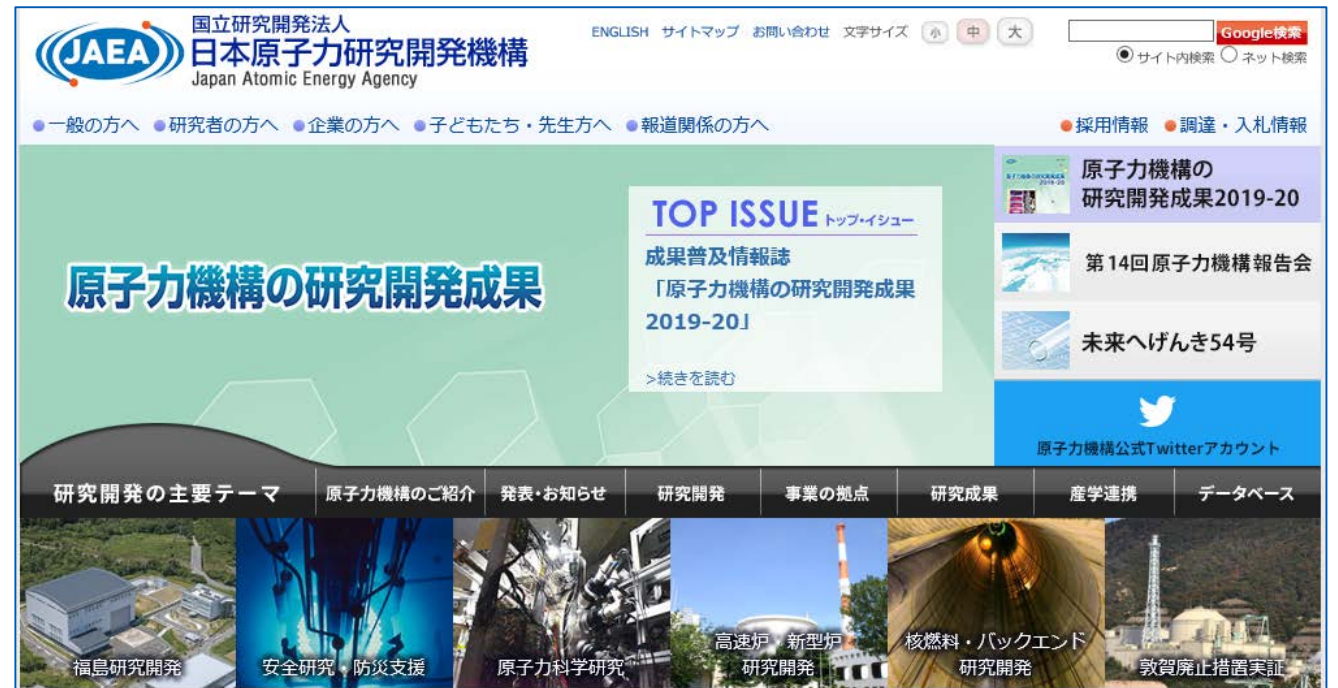 JAEA
国立研究開発法人
日本原子力研究開発機構
Japan Atomic Energy Agency
ENGLISH サイトマップ お問い合わせ 文字サイズ 小 中 大
Google検索
サイト内検索 ネット検索
一般の方へ 研究者の方へ 企業の方へ 子どもたち・先生方へ 報道関係の方へ
採用情報 調達・入札情報
原子力機構の研究開発成果
TOP ISSUE トップ・イシュー
成果普及情報誌
「原子力機構の研究開発成果
2019-20」
>続きを読む
原子力機構の
研究開発成果2019-20
第14回原子力機構報告会
未来へげんき54号
原子力機構公式Twitterアカウント
研究開発の主要テーマ 原子力機構のご紹介 発表・お知らせ 研究開発 事業の拠点 研究成果 産学連携 データベース
福島研究開発
安全研究・防災支援
原子力科学研究
高速炉・新型炉
研究開発
核燃料・バックエンド
研究開発
敦賀廃止措置実証